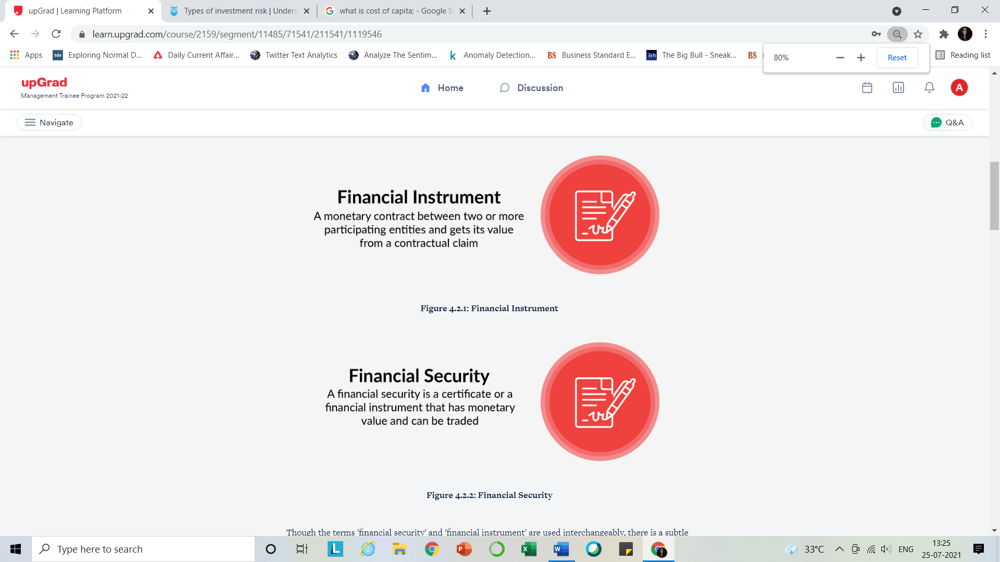 upGrad | Learning Platform
Types of investment risk | Unders
what is cost of capita; - Google S
learn.upgrad.com/course/2159/segment/11485/71541/211541/1119546
Apps
tds Exploring Normal D...
Daily Current Affair...
Twitter Text Analytics
Analyze The Sentim...
k Anomaly Detection...
BS Business Standard E...
The Big Bull - Sneak...
BS
Reading list
80%
Reset
upGrad
Management Trainee Program 2021-22
Home
Discussion
A
Navigate
Q&A
Financial Instrument
A monetary contract between two or more
participating entities and gets its value
from a contractual claim
Figure 4.2.1: Financial Instrument
Financial Security
A financial security is a certificate or a
financial instrument that has monetary
value and can be traded
Figure 4.2.2: Financial Security
Though the terms 'financial security' and 'financial instrument' are used interchangeably, there is a subtle
Type here to search
33°C
ENG
13:25
25-07-2021